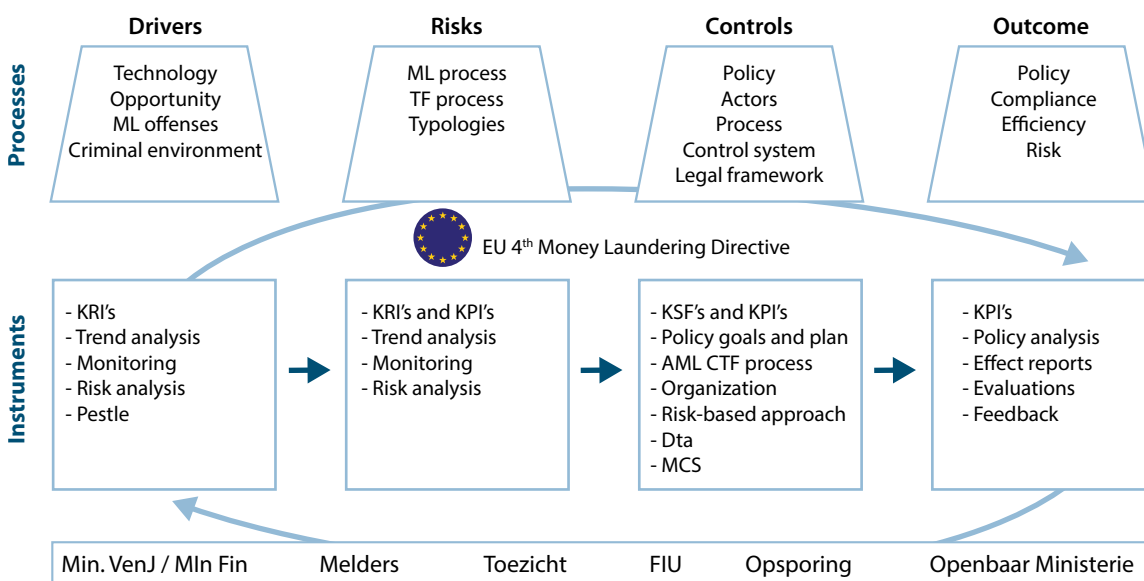 Drivers
Risks
Controls
Outcome
Processes
Technology
Opportunity
ML offenses
Criminal environment
ML process
TF process
Typologies
Policy
Actors
Process
Control system
Legal framework
Policy
Compliance
Efficiency
Risk
EU 4th Money Laundering Directive
Instruments
- KRI's
- Trend analysis
- Monitoring
- Risk analysis
- Pestle
- KRI's and KPI's
- Trend analysis
- Monitoring
- Risk analysis
- KSF's and KPI's
- Policy goals and plan
- AML CTF process
- Organization
- Risk-based approach
- Dta
- MCS
- KPI's
- Policy analysis
- Effect reports
- Evaluations
- Feedback
Min. VenJ / MIn Fin
Melders
Toezicht
FIU
Opsporing
Openbaar Ministerie